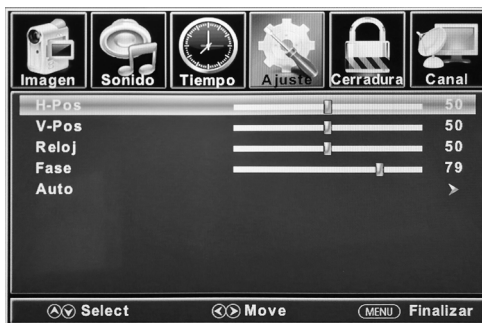 Imagen Sonido Tiempo Ajuste Cerradura Canal
H-Pos 50
V-Pos 50
Reloj 50
Fase 79
Auto
Select Move MENU Finalizar